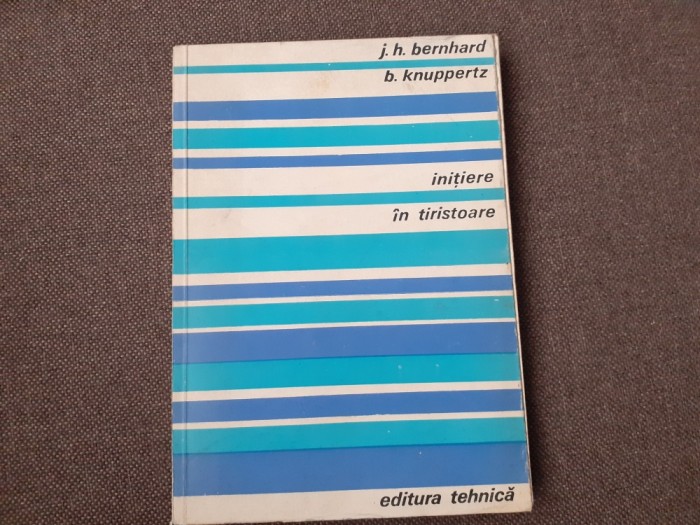 j. h. bernhard
b. knuppertz
inițiere
în tiristoare
editura tehnică